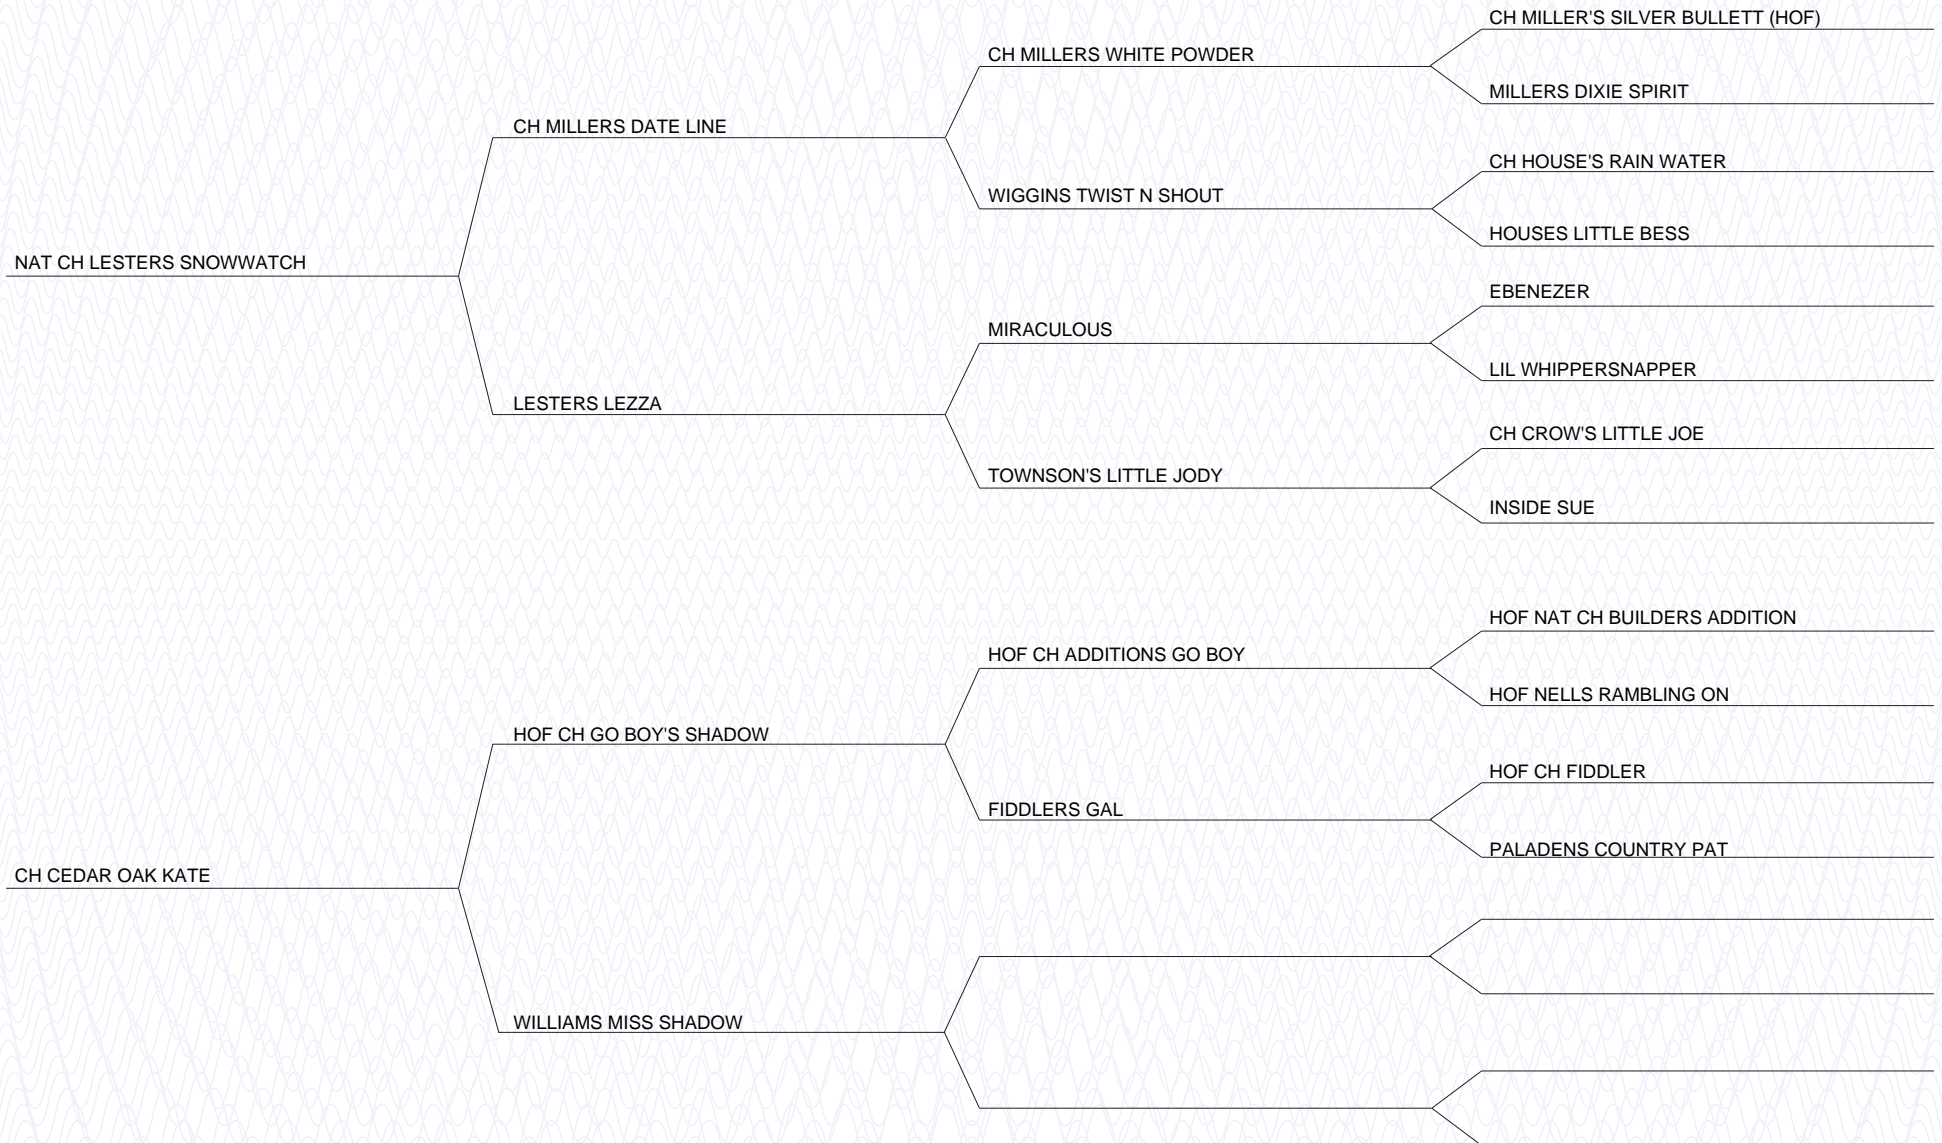 CH MILLER'S SILVER BULLETT (HOF)
CH MILLERS WHITE POWDER
MILLERS DIXIE SPIRIT
CH MILLERS DATE LINE
CH HOUSE'S RAIN WATER
WIGGINS TWIST N SHOUT
HOUSES LITTLE BESS
NAT CH LESTERS SNOWWATCH
EBENEZER
MIRACULOUS
LIL WHIPPERSNAPPER
LESTERS LEZZA
CH CROW'S LITTLE JOE
TOWNSON'S LITTLE JODY
INSIDE SUE
HOF NAT CH BUILDERS ADDITION
HOF CH ADDITIONS GO BOY
HOF NELLS RAMBLING ON
HOF CH GO BOY'S SHADOW
HOF CH FIDDLER
FIDDLERS GAL
PALADENS COUNTRY PAT
CH CEDAR OAK KATE
WILLIAMS MISS SHADOW